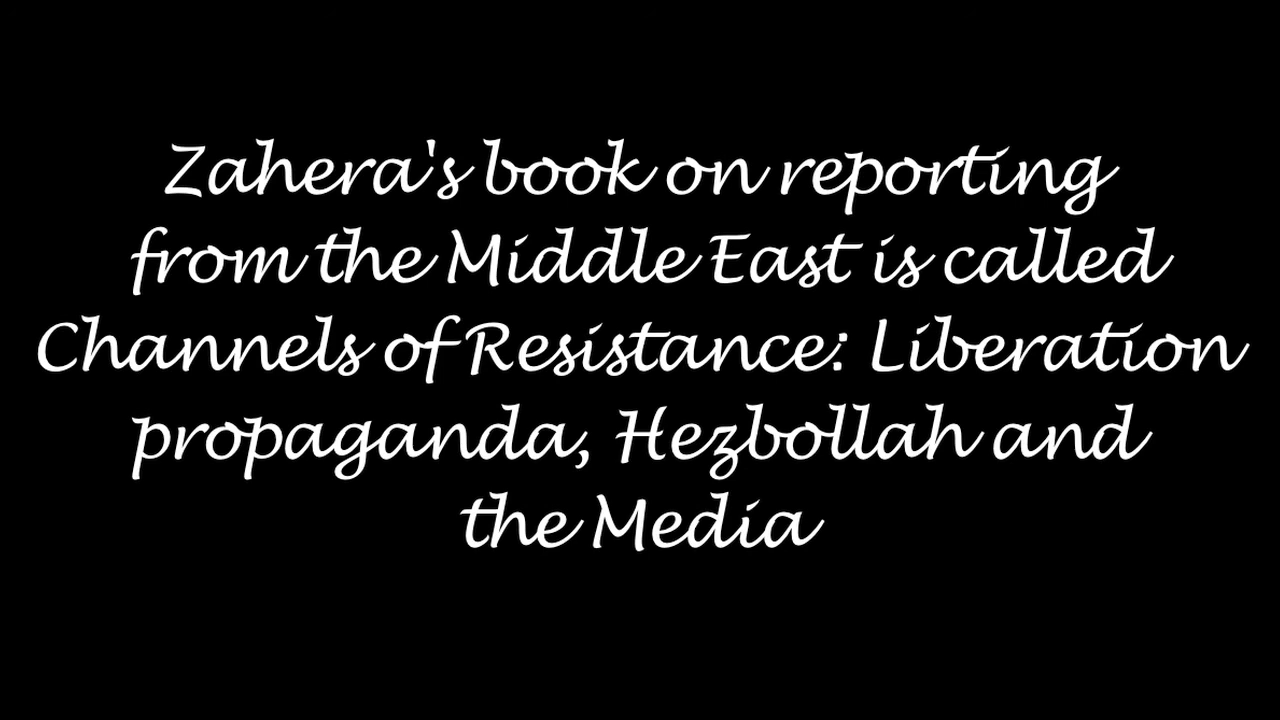 Zahera's book on reporting
from the Middle East is called
Channels of Resistance: Liberation
propaganda, Hezbollah and
the Media